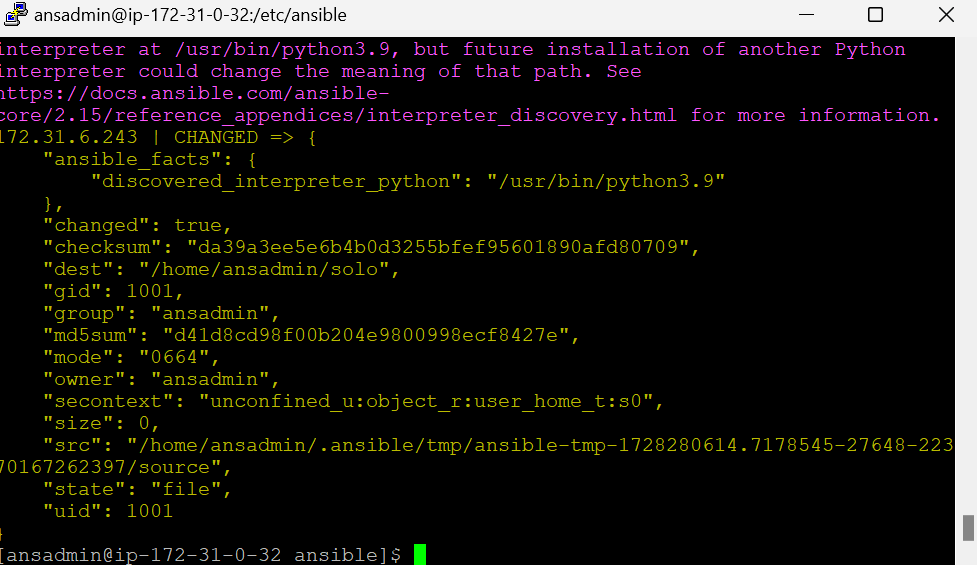 ansadmin@ip-172-31-0-32:/etc/ansible
interpreter at /usr/bin/python3.9, but future installation of another Python
interpreter could change the meaning of that path. See
https://docs.ansible.com/ansible-
core/2.15/reference_appendices/interpreter_discovery.html for more information.
172.31.6.243 | CHANGED => {
    "ansible_facts": {
        "discovered_interpreter_python": "/usr/bin/python3.9"
    },
    "changed": true,
    "checksum": "da39a3ee5e6b4b0d3255bfef95601890afd80709",
    "dest": "/home/ansadmin/solo",
    "gid": 1001,
    "group": "ansadmin",
    "md5sum": "d41d8cd98f00b204e9800998ecf8427e",
    "mode": "0664",
    "owner": "ansadmin",
    "secontext": "unconfined_u:object_r:user_home_t:s0",
    "size": 0,
    "src": "/home/ansadmin/.ansible/tmp/ansible-tmp-1728280614.7178545-27648-223
70167262397/source",
    "state": "file",
    "uid": 1001
}
[ansadmin@ip-172-31-0-32 ansible]$